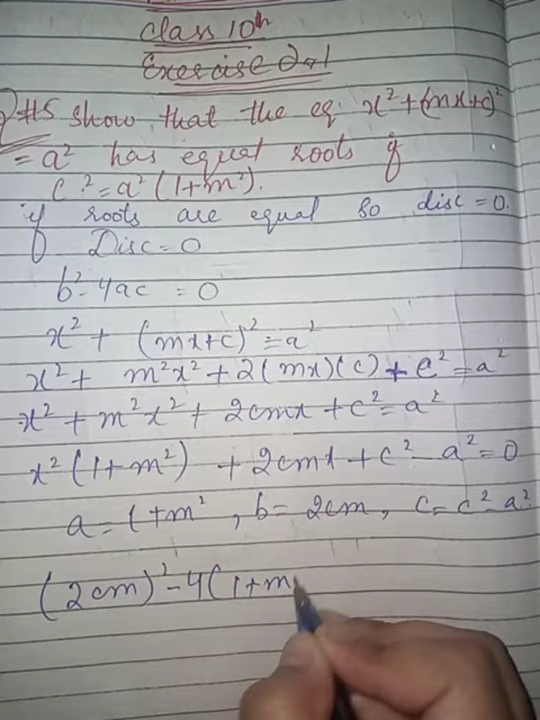 Class 10th
Exercise 2.1
Q#5 show that the eq: x² + (mx+c)²
= a² has equal roots if
c² = a² (1+m²).
if roots are equal so disc = 0.
Disc = 0
b² - 4ac = 0
x² + (mx+c)² = a²
x² + m²x² + 2(mx)(c) + c² = a²
x² + m²x² + 2cmx + c² = a²
x² (1+m²) + 2cmx + c² - a² = 0
a = 1+m², b = 2cm, c = c² - a²
(2cm)² - 4(1+m